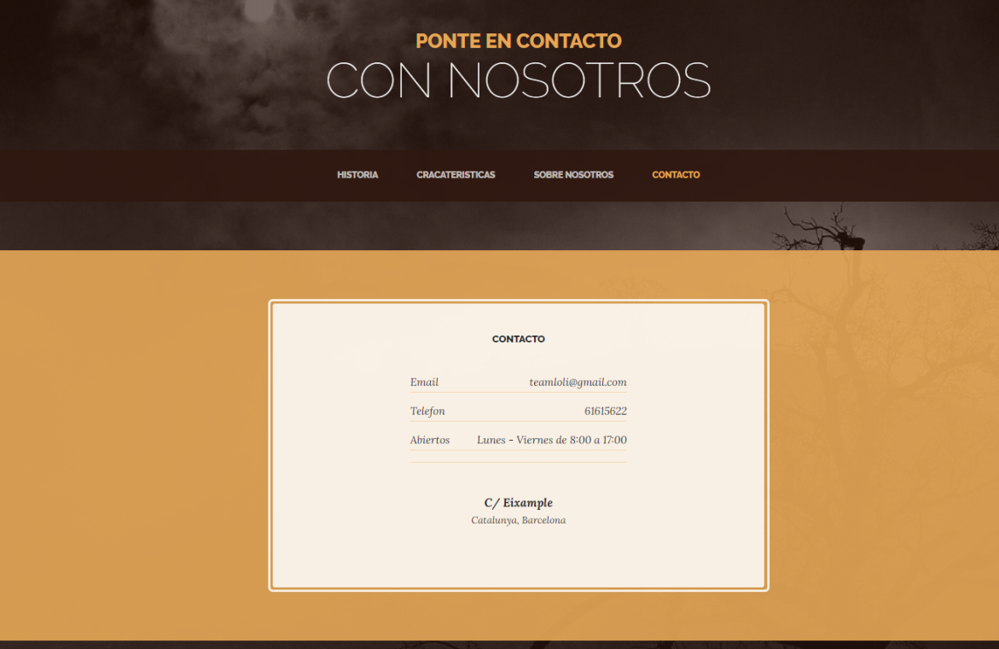 PONTE EN CONTACTO
CON NOSOTROS
HISTORIA CRACATERISTICAS SOBRE NOSOTROS CONTACTO
CONTACTO
Email teamloli@gmail.com
Telefon 61615622
Abiertos Lunes - Viernes de 8:00 a 17:00
C/ Eixample
Catalunya, Barcelona